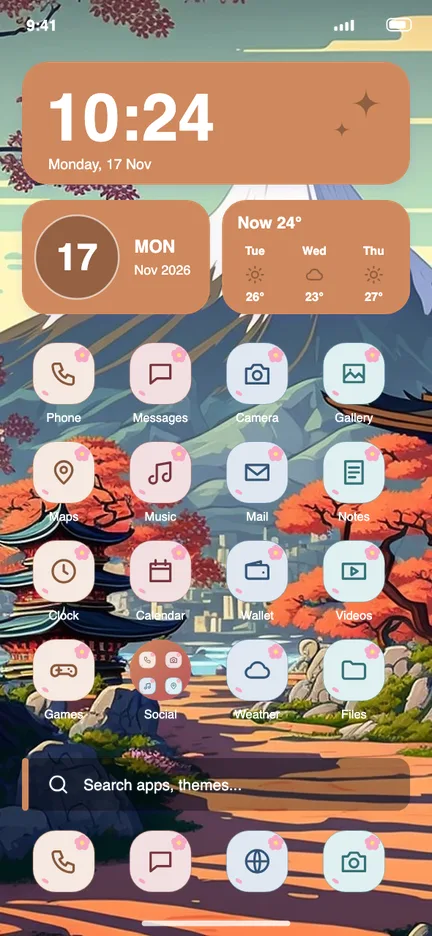 9:41
10:24
Monday, 17 Nov
17
MON
Nov 2026
Now 24°
Tue Wed Thu
26° 23° 27°
Phone Messages Camera Gallery
Maps Music Mail Notes
Clock Calendar Wallet Videos
Games Social Weather Files
Search apps, themes...